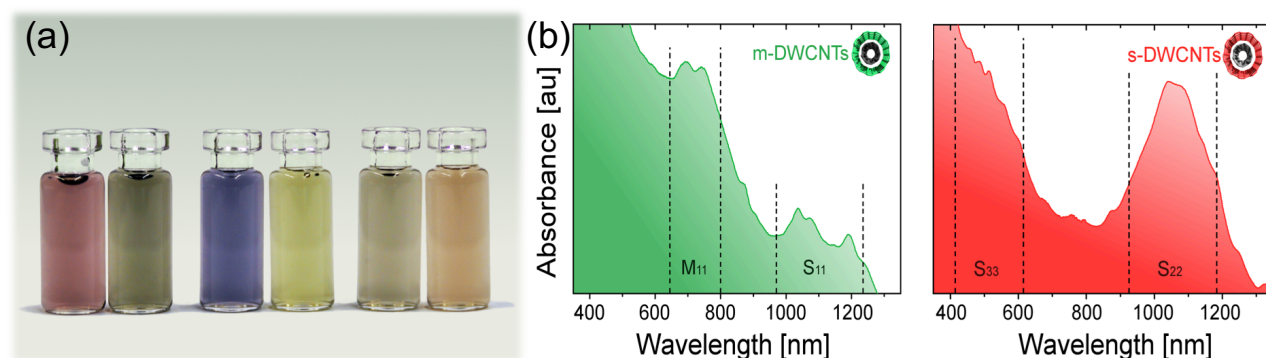 (a)
(b)
Absorbance [au]
m-DWCNTs
M₁₁
S₁₁
400 600 800 1000 1200
Wavelength [nm]
s-DWCNTs
S₃₃
S₂₂
400 600 800 1000 1200
Wavelength [nm]